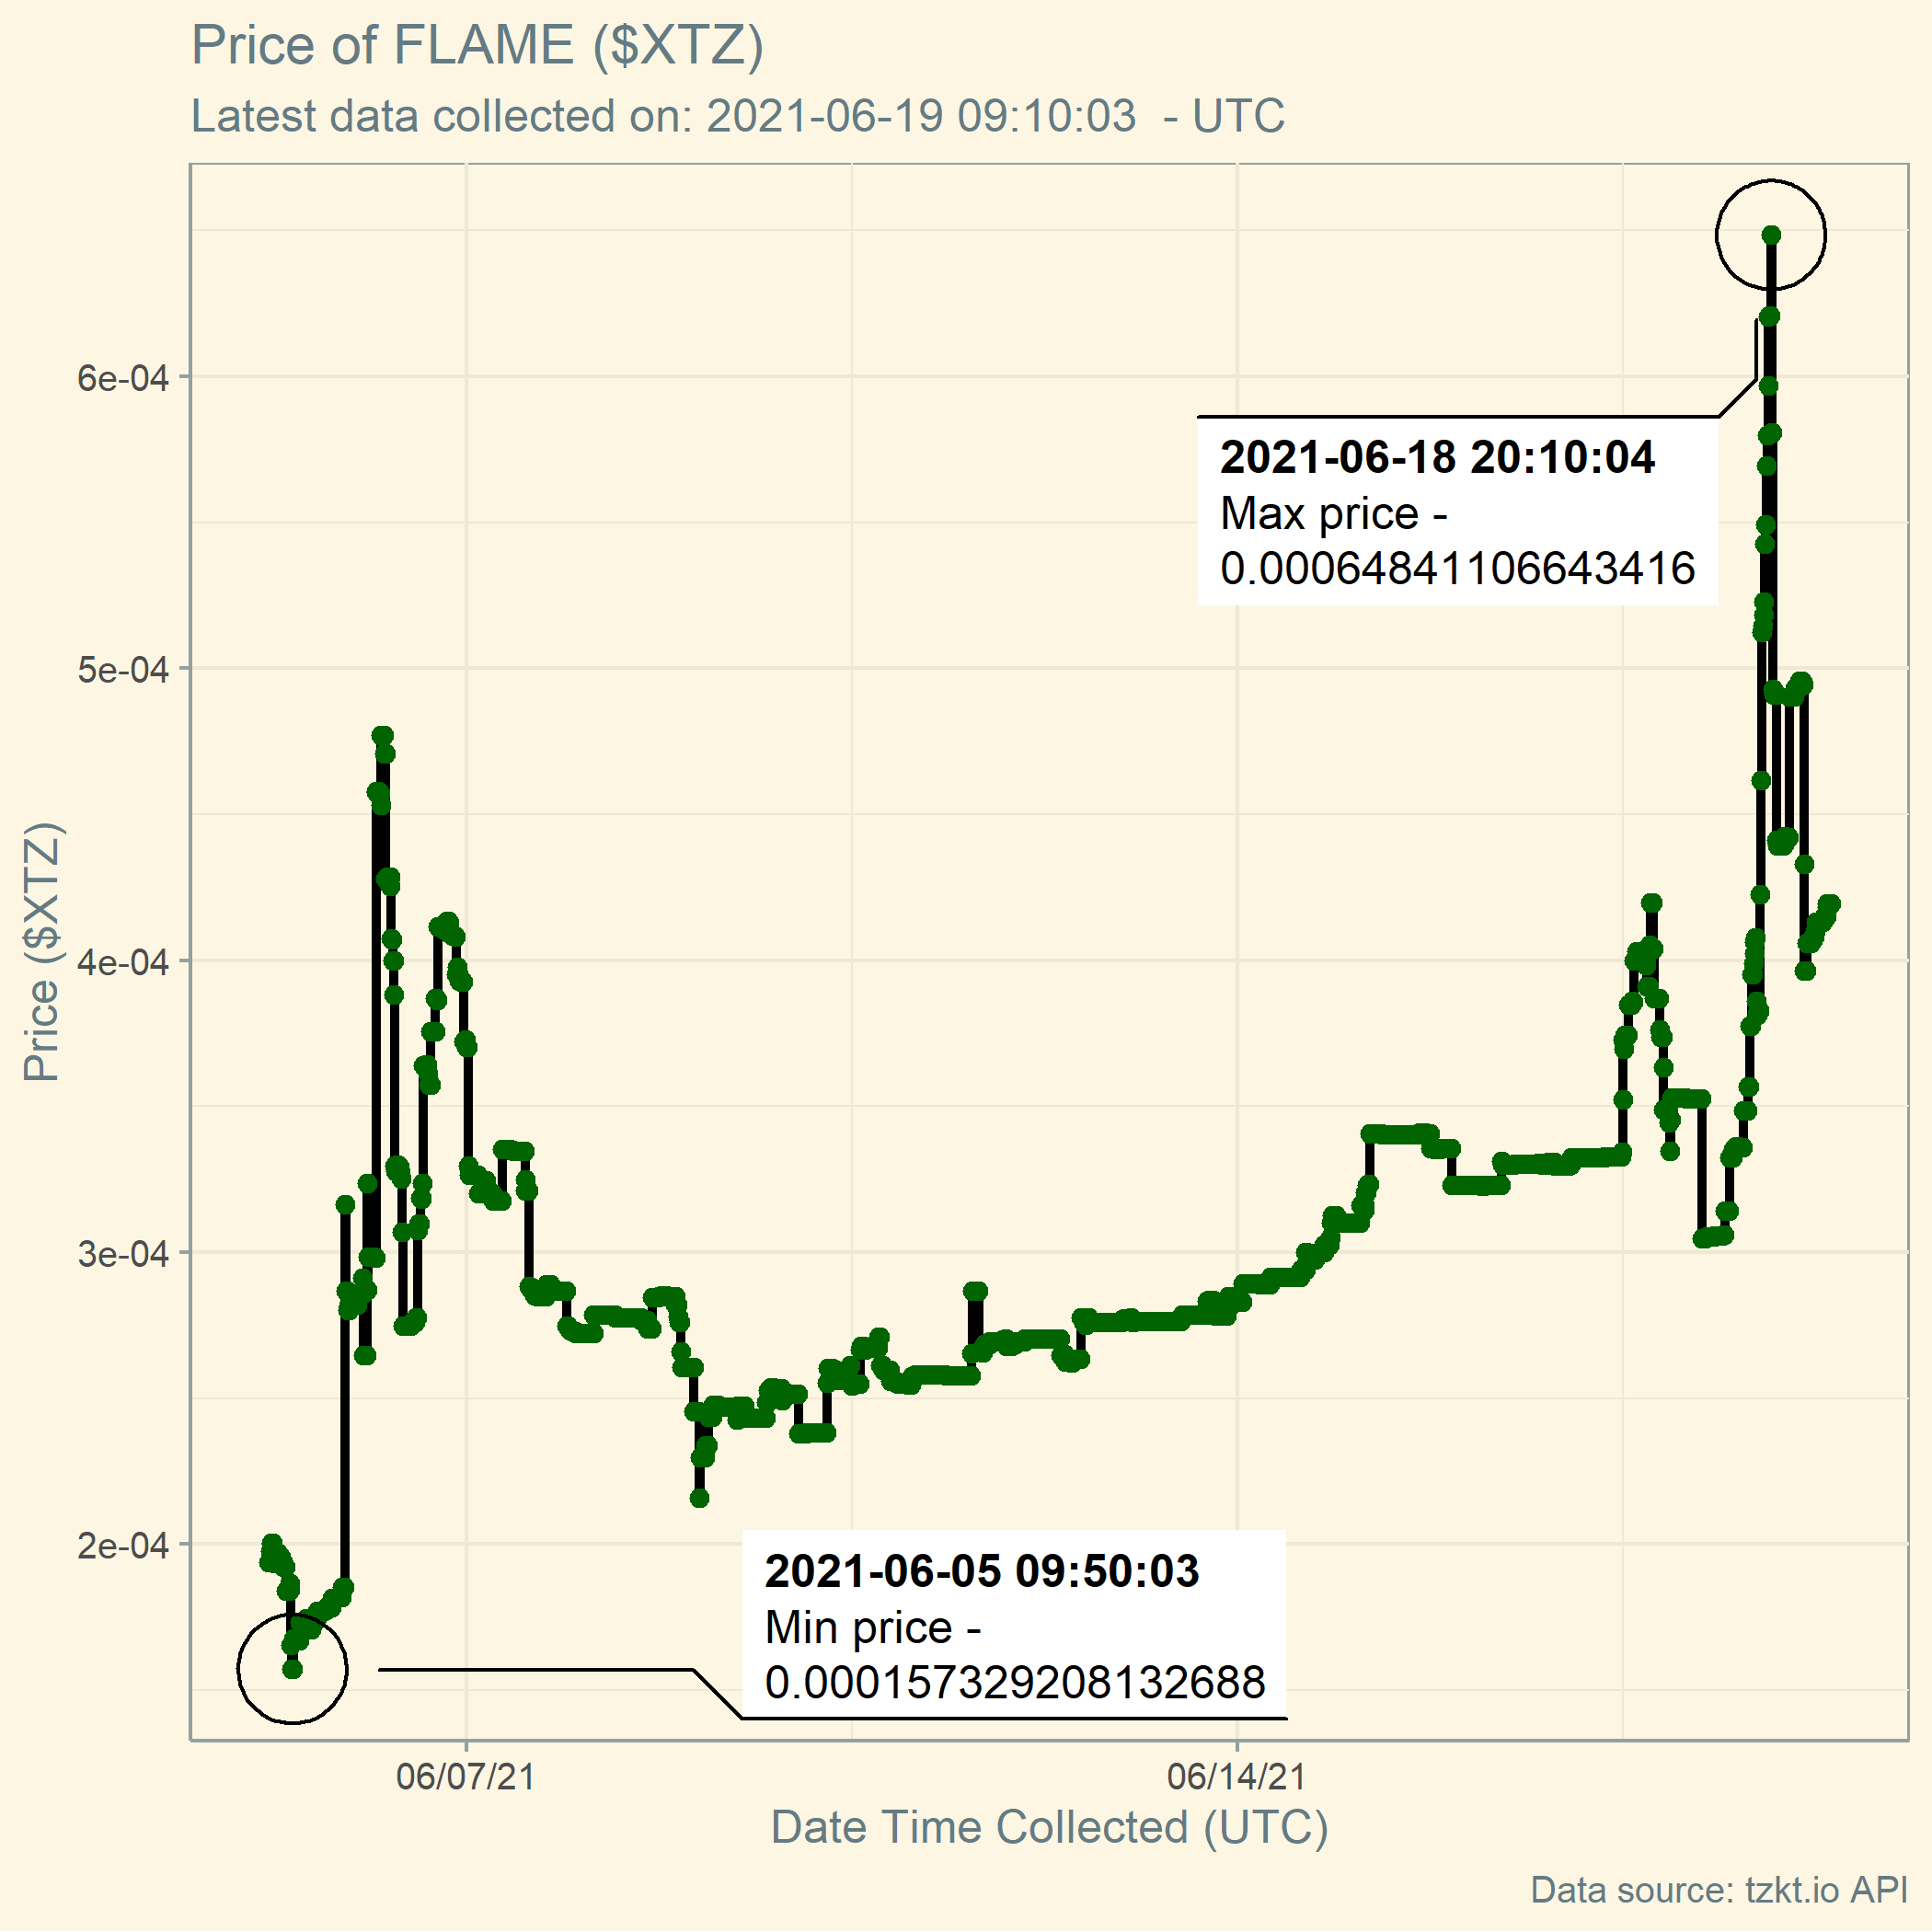 Price of FLAME ($XTZ)
Latest data collected on: 2021-06-19 09:10:03  - UTC
Price ($XTZ)
6e-04
5e-04
4e-04
3e-04
2e-04
2021-06-18 20:10:04
Max price -
0.00064841106643416
2021-06-05 09:50:03
Min price -
0.000157329208132688
06/07/21
06/14/21
Date Time Collected (UTC)
Data source: tzkt.io API